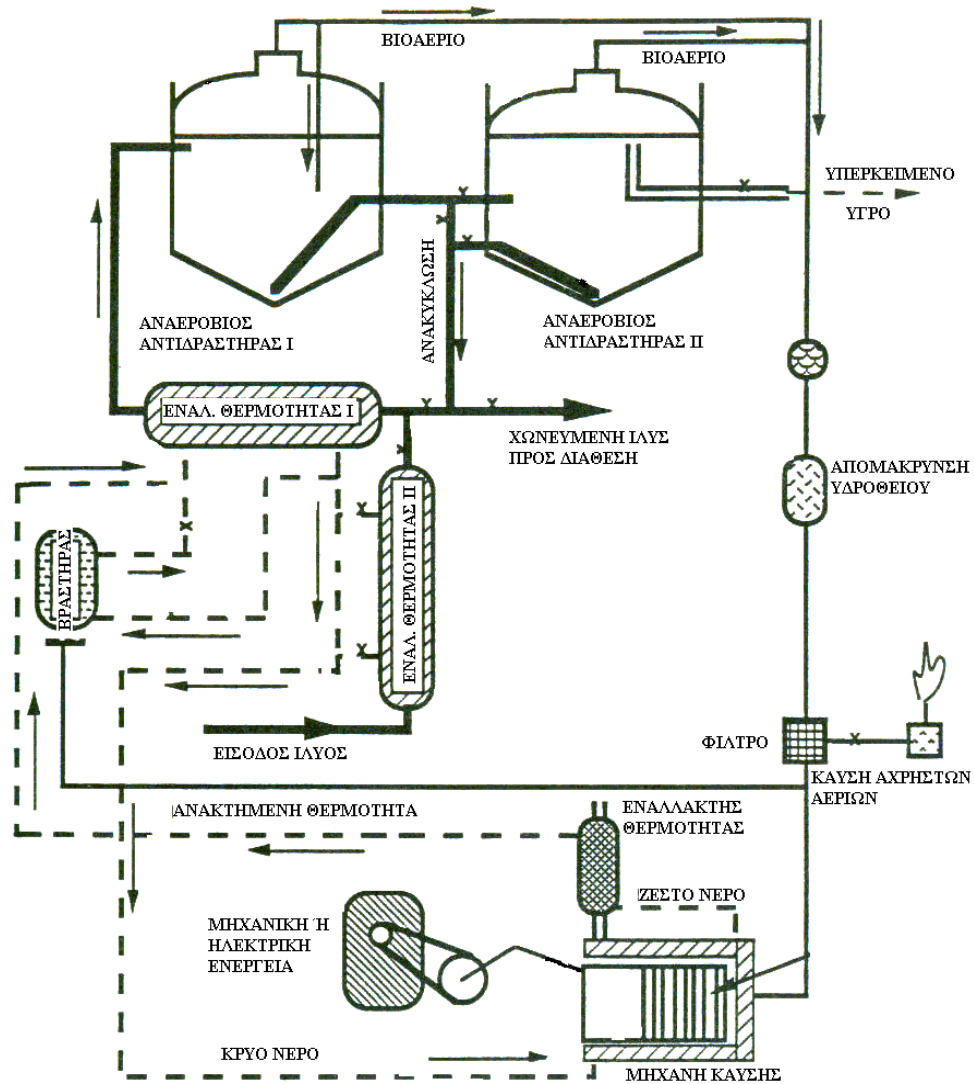 ΒΙΟΑΕΡΙΟ
ΒΙΟΑΕΡΙΟ
ΥΠΕΡΚΕΙΜΕΝΟ
ΥΓΡΟ
ΑΝΑΕΡΟΒΙΟΣ
ΑΝΤΙΔΡΑΣΤΗΡΑΣ Ι
ΑΝΑΚΥΚΛΩΣΗ
ΑΝΑΕΡΟΒΙΟΣ
ΑΝΤΙΔΡΑΣΤΗΡΑΣ ΙΙ
ΕΝΑΛ. ΘΕΡΜΟΤΗΤΑΣ Ι
ΧΩΝΕΥΜΕΝΗ ΙΛΥΣ
ΠΡΟΣ ΔΙΑΘΕΣΗ
ΑΠΟΜΑΚΡΥΝΣΗ
ΥΔΡΟΘΕΙΟΥ
ΒΡΑΣΤΗΡΑΣ
ΕΝΑΛ. ΘΕΡΜΟΤΗΤΑΣ ΙΙ
ΕΙΣΟΔΟΣ ΙΛΥΟΣ
ΦΙΛΤΡΟ
ΚΑΥΣΗ ΑΧΡΗΣΤΩΝ
ΑΕΡΙΩΝ
ΑΝΑΚΤΗΜΕΝΗ ΘΕΡΜΟΤΗΤΑ
ΕΝΑΛΛΑΚΤΗΣ
ΘΕΡΜΟΤΗΤΑΣ
ΖΕΣΤΟ ΝΕΡΟ
ΜΗΧΑΝΙΚΗ Ή
ΗΛΕΚΤΡΙΚΗ
ΕΝΕΡΓΕΙΑ
ΚΡΥΟ ΝΕΡΟ
ΜΗΧΑΝΗ ΚΑΥΣΗΣ